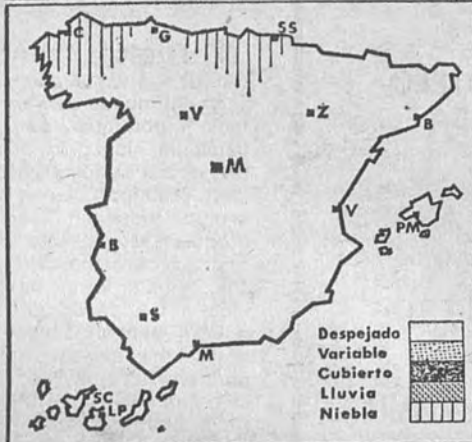 C
G
SS
V
Z
B
M
PM
V
B
S
M
SC
LP
Despejado
Variable
Cubierto
Lluvia
Niebla